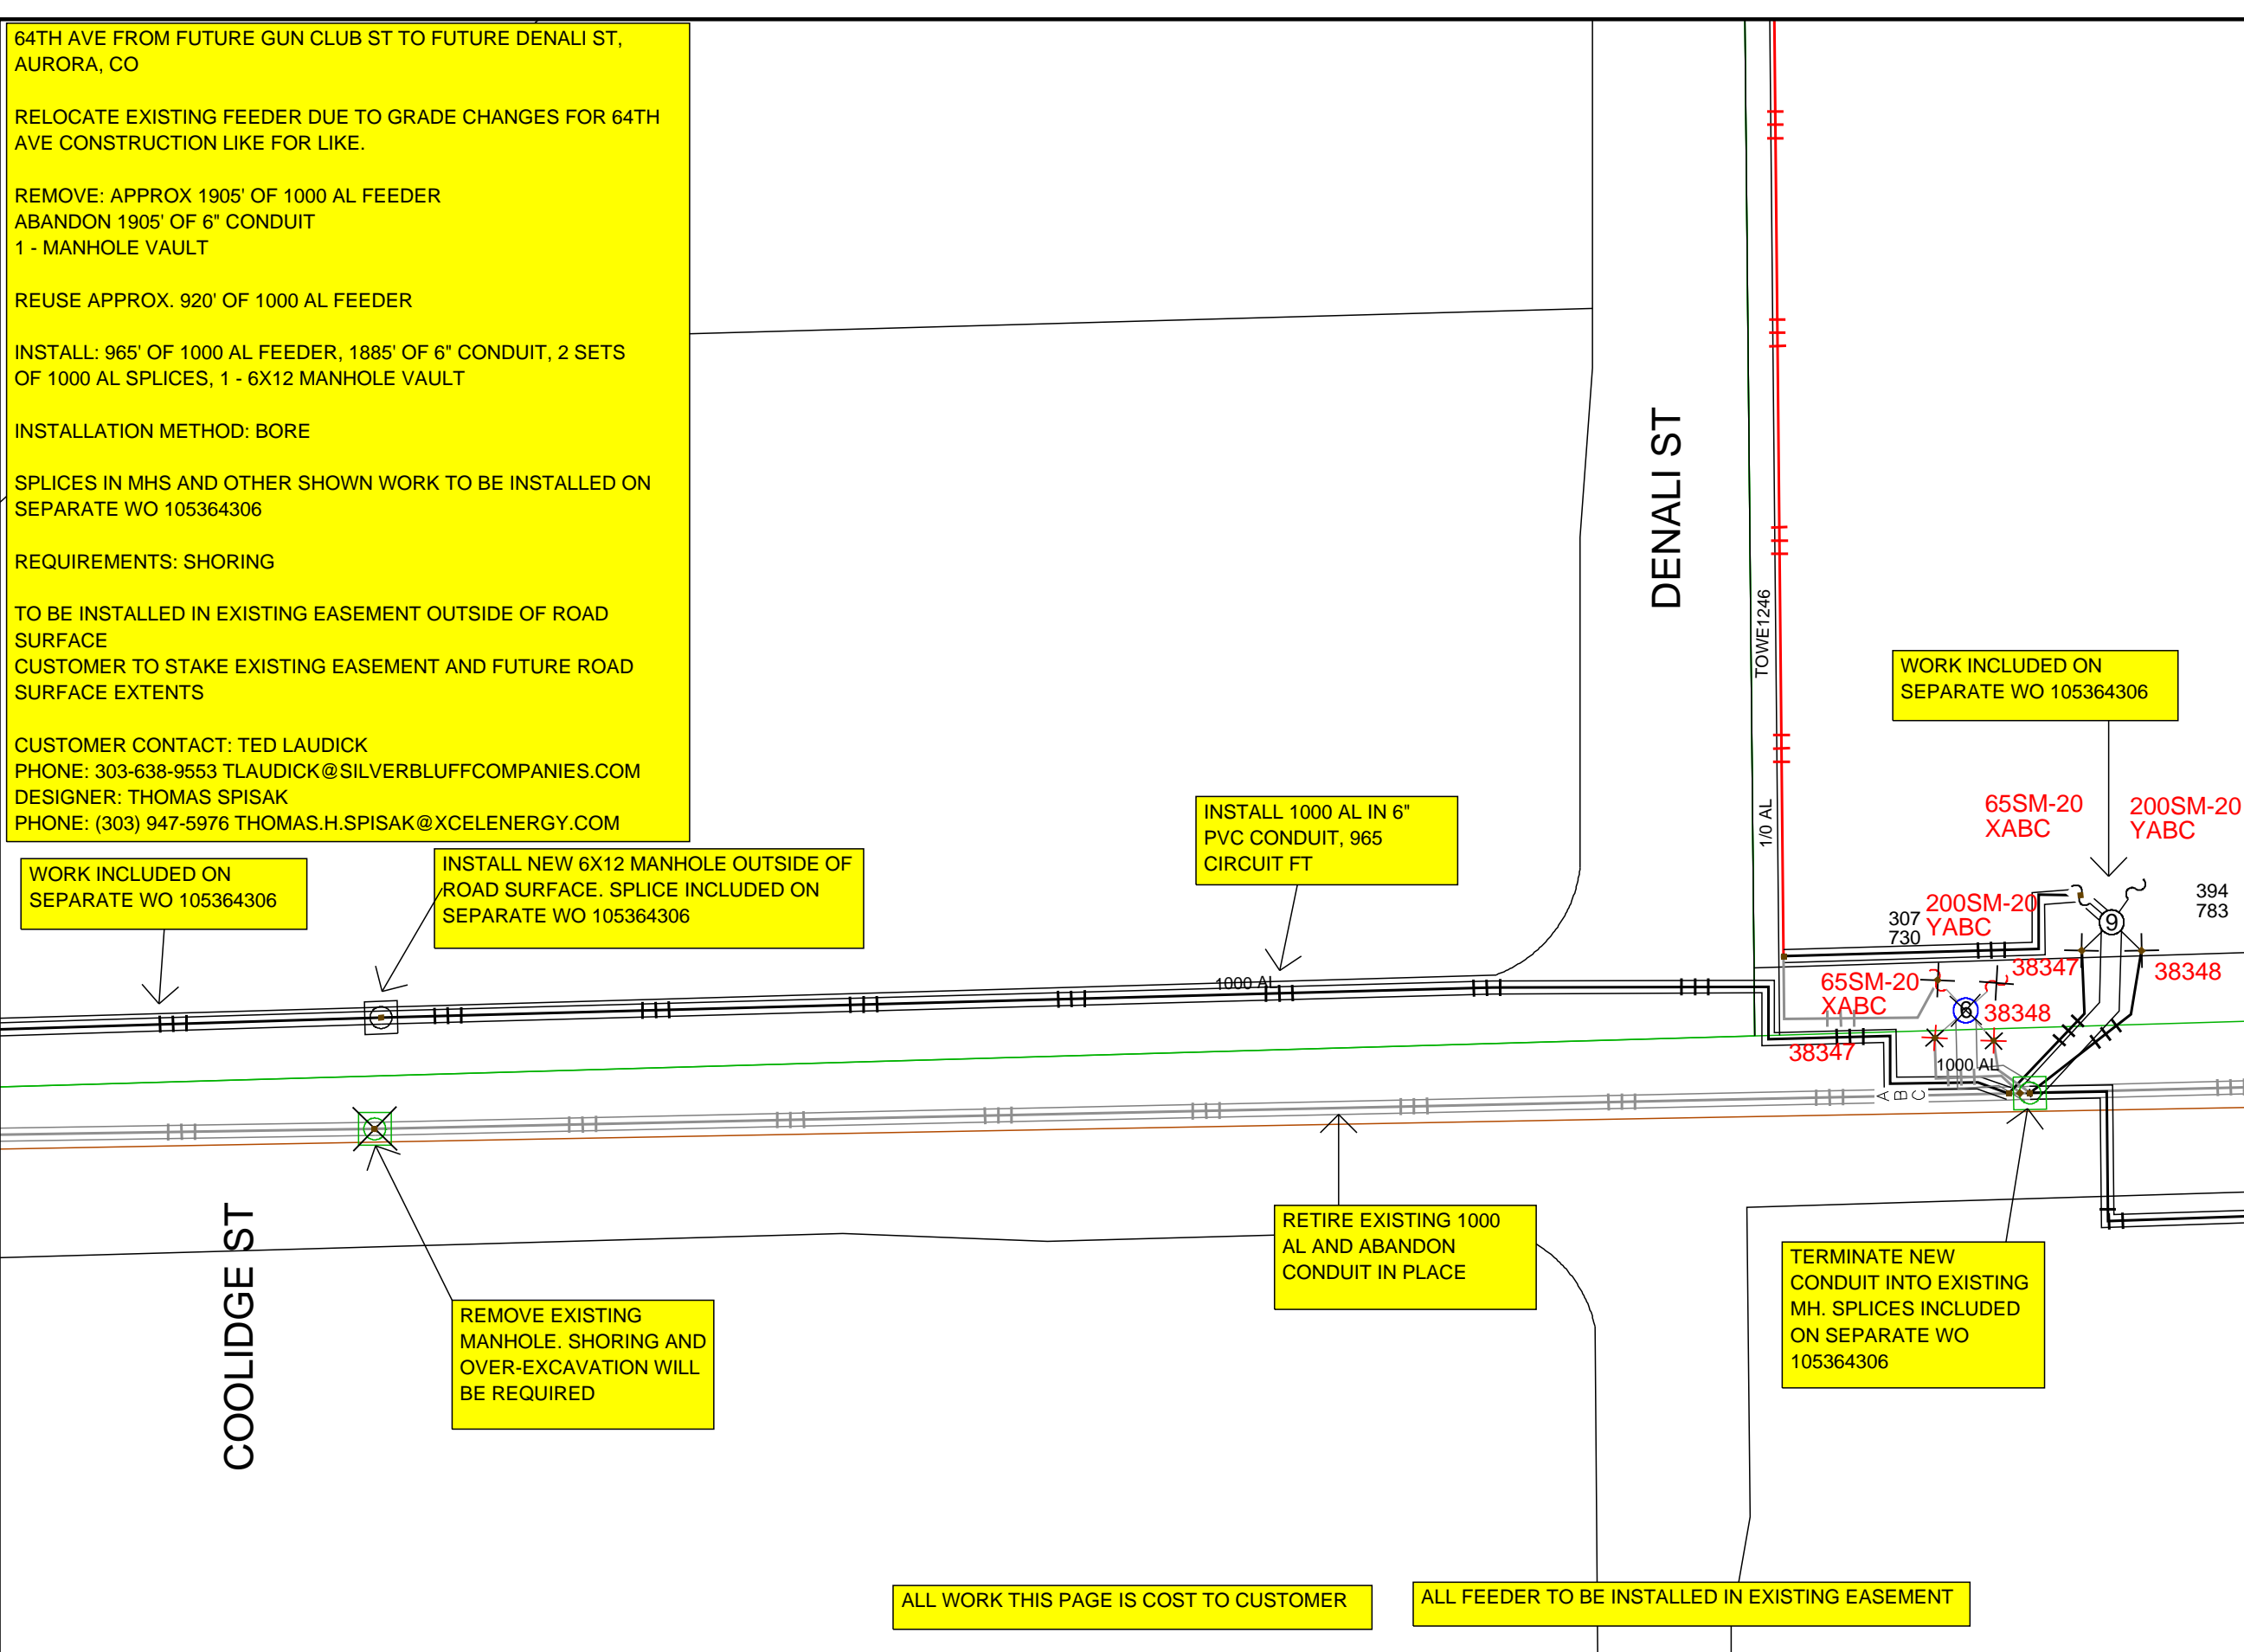 64TH AVE FROM FUTURE GUN CLUB ST TO FUTURE DENALI ST,
AURORA, CO
RELOCATE EXISTING FEEDER DUE TO GRADE CHANGES FOR 64TH
AVE CONSTRUCTION LIKE FOR LIKE.
REMOVE: APPROX 1905' OF 1000 AL FEEDER
ABANDON 1905' OF 6" CONDUIT
1 - MANHOLE VAULT
REUSE APPROX. 920' OF 1000 AL FEEDER
INSTALL: 965' OF 1000 AL FEEDER, 1885' OF 6" CONDUIT, 2 SETS
OF 1000 AL SPLICES, 1 - 6X12 MANHOLE VAULT
INSTALLATION METHOD: BORE
SPLICES IN MHS AND OTHER SHOWN WORK TO BE INSTALLED ON
SEPARATE WO 105364306
REQUIREMENTS: SHORING
TO BE INSTALLED IN EXISTING EASEMENT OUTSIDE OF ROAD
SURFACE
CUSTOMER TO STAKE EXISTING EASEMENT AND FUTURE ROAD
SURFACE EXTENTS
CUSTOMER CONTACT: TED LAUDICK
PHONE: 303-638-9553 TLAUDICK@SILVERBLUFFCOMPANIES.COM
DESIGNER: THOMAS SPISAK
PHONE: (303) 947-5976 THOMAS.H.SPISAK@XCELENERGY.COM
WORK INCLUDED ON
SEPARATE WO 105364306
INSTALL NEW 6X12 MANHOLE OUTSIDE OF
ROAD SURFACE. SPLICE INCLUDED ON
SEPARATE WO 105364306
INSTALL 1000 AL IN 6"
PVC CONDUIT, 965
CIRCUIT FT
1000 AL
DENALI ST
TOWE1246
1/0 AL
WORK INCLUDED ON
SEPARATE WO 105364306
65SM-20
XABC
200SM-20
YABC
394
783
9
307
730
200SM-20
YABC
38347
38348
65SM-20
XABC
6
38348
38347
1000 AL
A
B
C
COOLIDGE ST
REMOVE EXISTING
MANHOLE. SHORING AND
OVER-EXCAVATION WILL
BE REQUIRED
RETIRE EXISTING 1000
AL AND ABANDON
CONDUIT IN PLACE
TERMINATE NEW
CONDUIT INTO EXISTING
MH. SPLICES INCLUDED
ON SEPARATE WO
105364306
ALL WORK THIS PAGE IS COST TO CUSTOMER
ALL FEEDER TO BE INSTALLED IN EXISTING EASEMENT